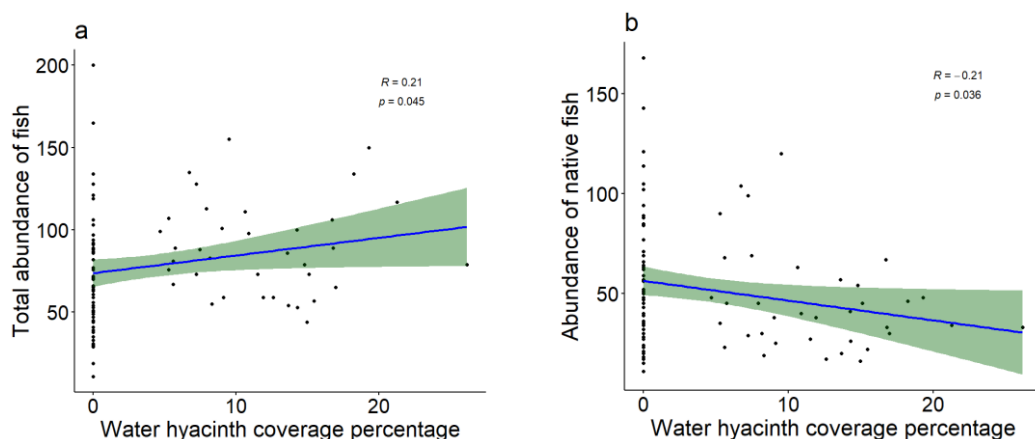 a
R = 0.21
p = 0.045
200
150
100
50
0
10
20
Total abundance of fish
Water hyacinth coverage percentage
b
R = −0.21
p = 0.036
150
100
50
0
10
20
Abundance of native fish
Water hyacinth coverage percentage